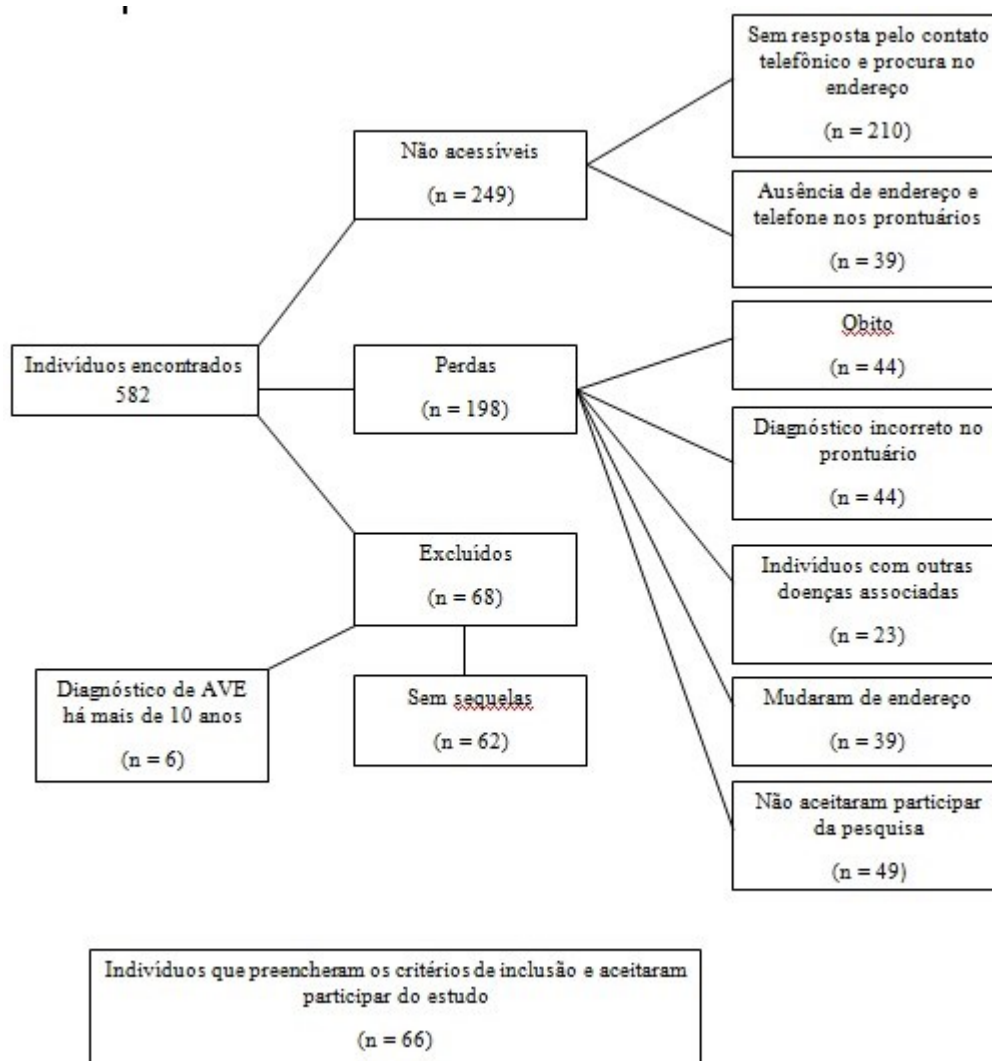 Sem resposta pelo contato
telefônico e procura no
endereço
(n = 210)
Não acessíveis
(n = 249)
Ausência de endereço e
telefone nos prontuários
(n = 39)
Indivíduos encontrados
582
Perdas
(n = 198)
Obito
(n = 44)
Diagnóstico incorreto no
prontuário
(n = 44)
Excluídos
(n = 68)
Indivíduos com outras
doenças associadas
(n = 23)
Diagnóstico de AVE
há mais de 10 anos
(n = 6)
Sem sequelas
(n = 62)
Mudaram de endereço
(n = 39)
Não aceitaram participar
da pesquisa
(n = 49)
Indivíduos que preencheram os critérios de inclusão e aceitaram
participar do estudo
(n = 66)